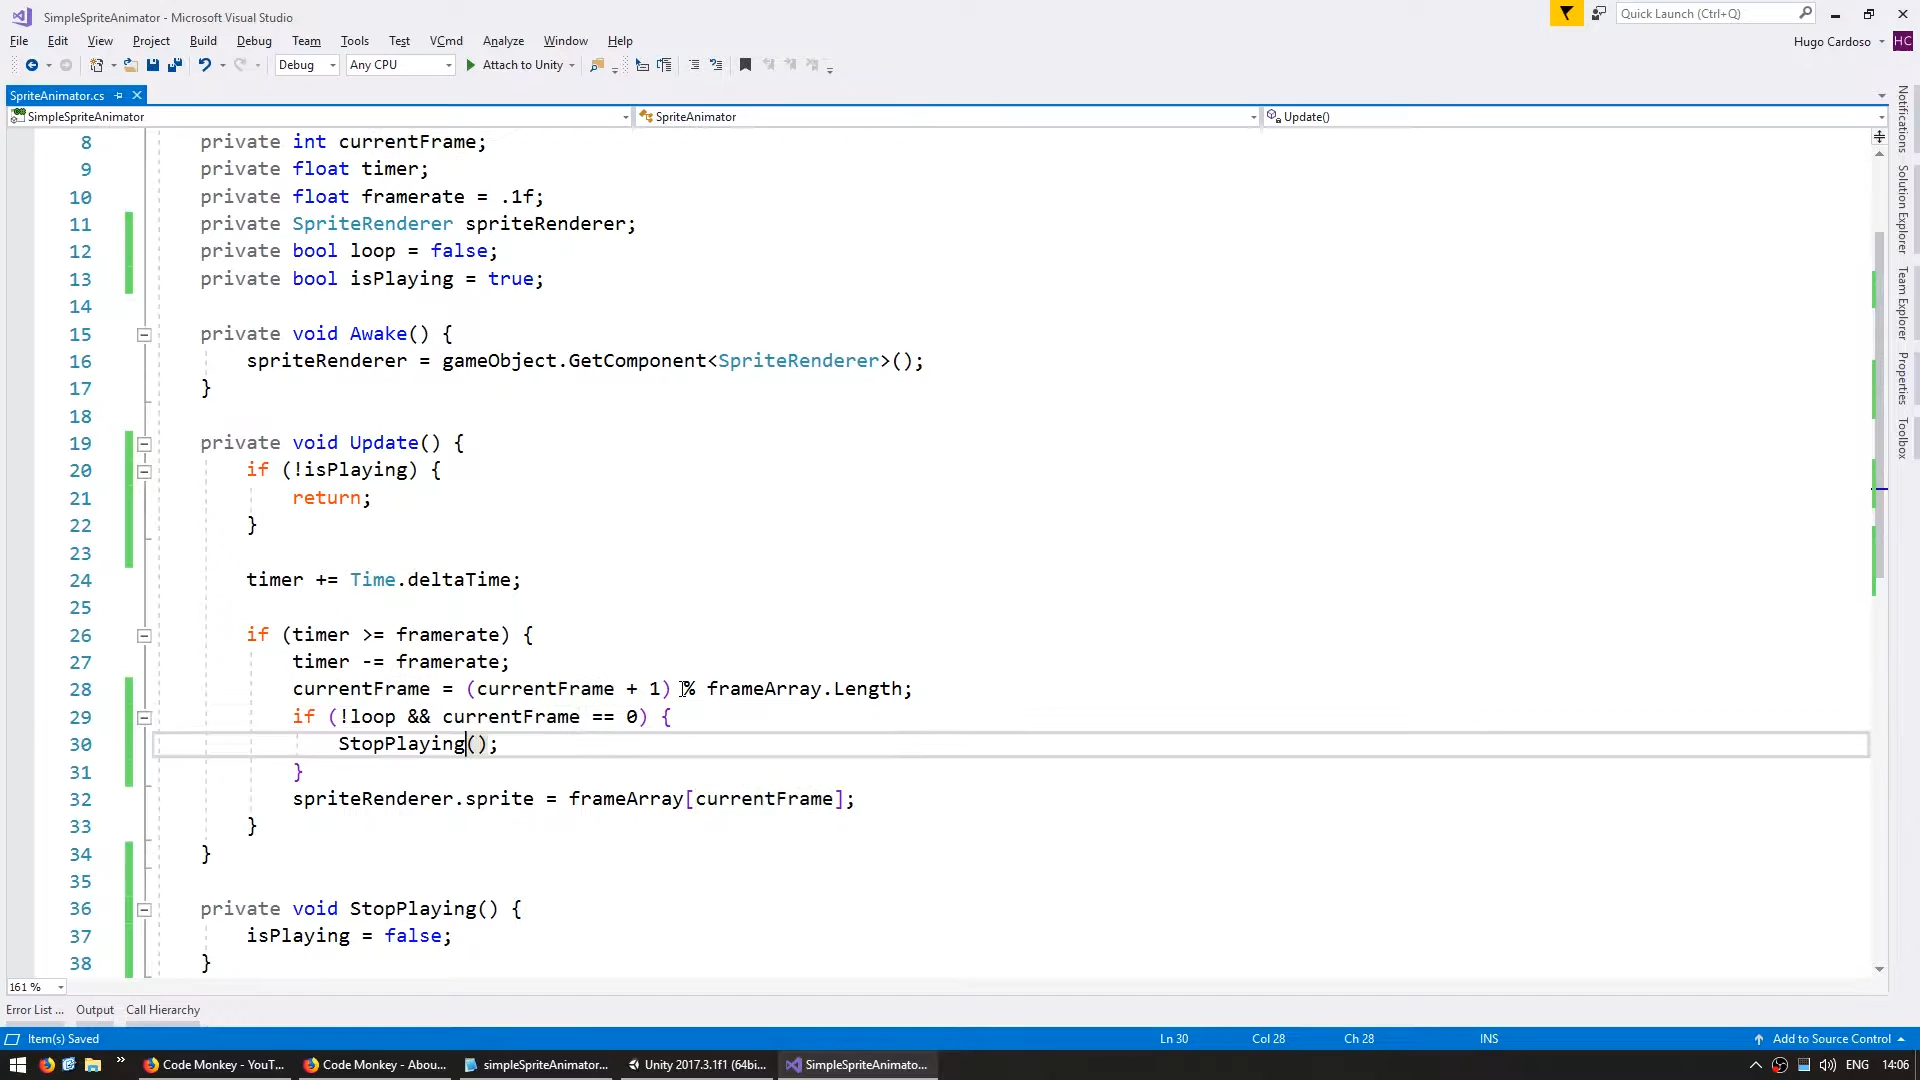 SimpleSpriteAnimator - Microsoft Visual Studio
Quick Launch (Ctrl+Q)
File Edit View Project Build Debug Team Tools Test VCmd Analyze Window Help
Hugo Cardoso HC
Debug Any CPU Attach to Unity
SpriteAnimator.cs
SimpleSpriteAnimator SpriteAnimator Update()
8 private int currentFrame;
9 private float timer;
10 private float framerate = .1f;
11 private SpriteRenderer spriteRenderer;
12 private bool loop = false;
13 private bool isPlaying = true;
14
15 private void Awake() {
16 spriteRenderer = gameObject.GetComponent<SpriteRenderer>();
17 }
18
19 private void Update() {
20 if (!isPlaying) {
21 return;
22 }
23
24 timer += Time.deltaTime;
25
26 if (timer >= framerate) {
27 timer -= framerate;
28 currentFrame = (currentFrame + 1) % frameArray.Length;
29 if (!loop && currentFrame == 0) {
30 StopPlaying();
31 }
32 spriteRenderer.sprite = frameArray[currentFrame];
33 }
34 }
35
36 private void StopPlaying() {
37 isPlaying = false;
38 }
Notifications
Solution Explorer
Team Explorer
Properties
Toolbox
161 %
Error List ... Output Call Hierarchy
Item(s) Saved Ln 30 Col 28 Ch 28 INS Add to Source Control
Code Monkey - YouT... Code Monkey - Abou... simpleSpriteAnimator... Unity 2017.3.1f1 (64bi... SimpleSpriteAnimato... ENG 14:06